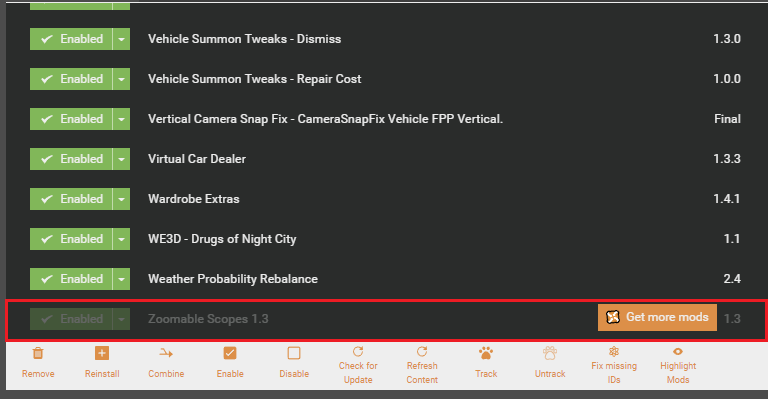 Enabled Vehicle Summon Tweaks - Dismiss 1.3.0
Enabled Vehicle Summon Tweaks - Repair Cost 1.0.0
Enabled Vertical Camera Snap Fix - CameraSnapFix Vehicle FPP Vertical. Final
Enabled Virtual Car Dealer 1.3.3
Enabled Wardrobe Extras 1.4.1
Enabled WE3D - Drugs of Night City 1.1
Enabled Weather Probability Rebalance 2.4
Enabled Zoomable Scopes 1.3 Get more mods 1.3
Remove
Reinstall
Combine
Enable
Disable
Check for
Update
Refresh
Content
Track
Untrack
Fix missing
IDs
Highlight
Mods